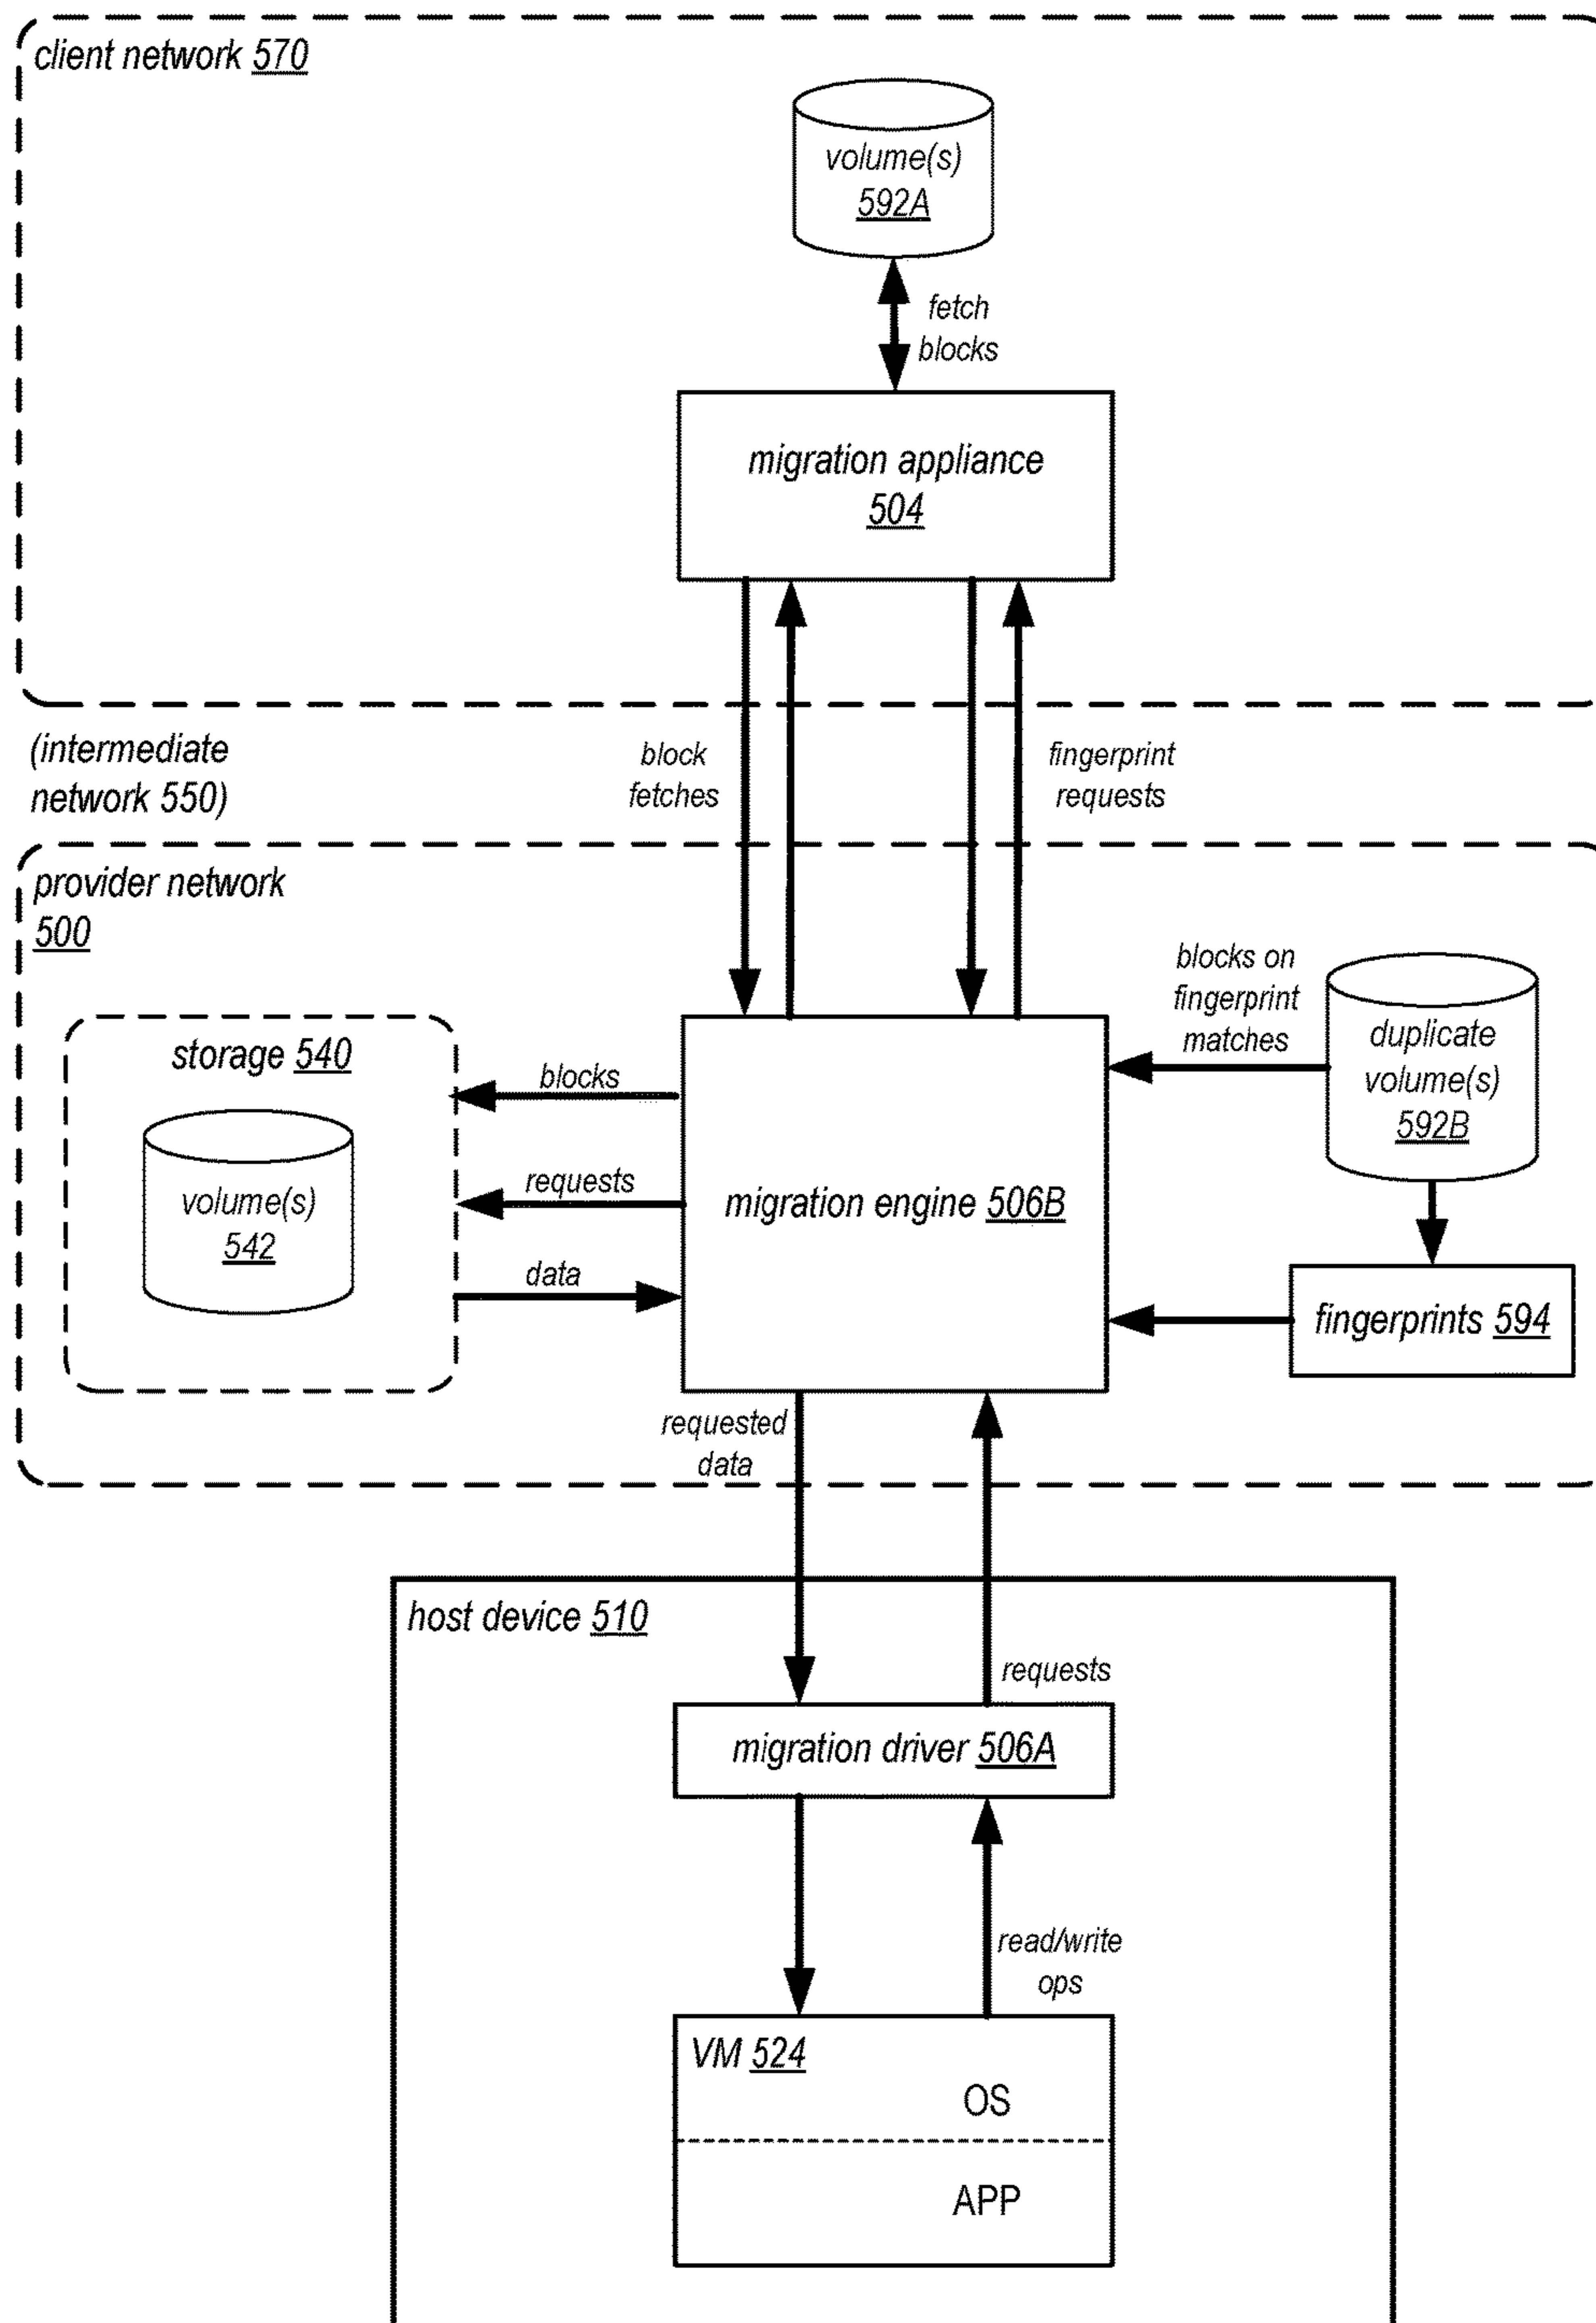 client network 570
volume(s)
592A
fetch
blocks
migration appliance
504
(intermediate
network 550)
block
fetches
fingerprint
requests
provider network
500
blocks on
fingerprint
matches
duplicate
volume(s)
592B
storage 540
volume(s)
542
blocks
requests
data
migration engine 506B
fingerprints 594
requested
data
host device 510
requests
migration driver 506A
read/write
ops
VM 524
OS
APP